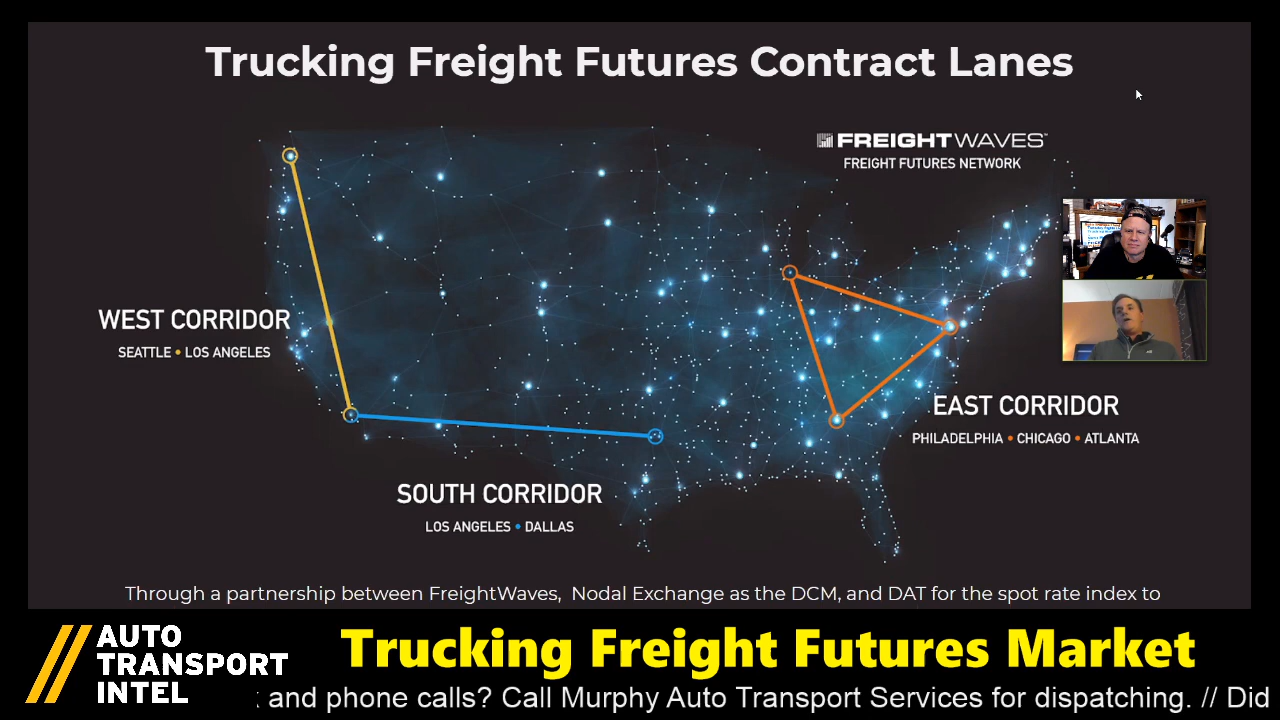 Trucking Freight Futures Contract Lanes
FREIGHTWAVES™
FREIGHT FUTURES NETWORK
WEST CORRIDOR
SEATTLE • LOS ANGELES
EAST CORRIDOR
PHILADELPHIA • CHICAGO • ATLANTA
SOUTH CORRIDOR
LOS ANGELES • DALLAS
Through a partnership between FreightWaves, Nodal Exchange as the DCM, and DAT for the spot rate index to
AUTO
TRANSPORT
INTEL
Trucking Freight Futures Market
and phone calls? Call Murphy Auto Transport Services for dispatching. // Did